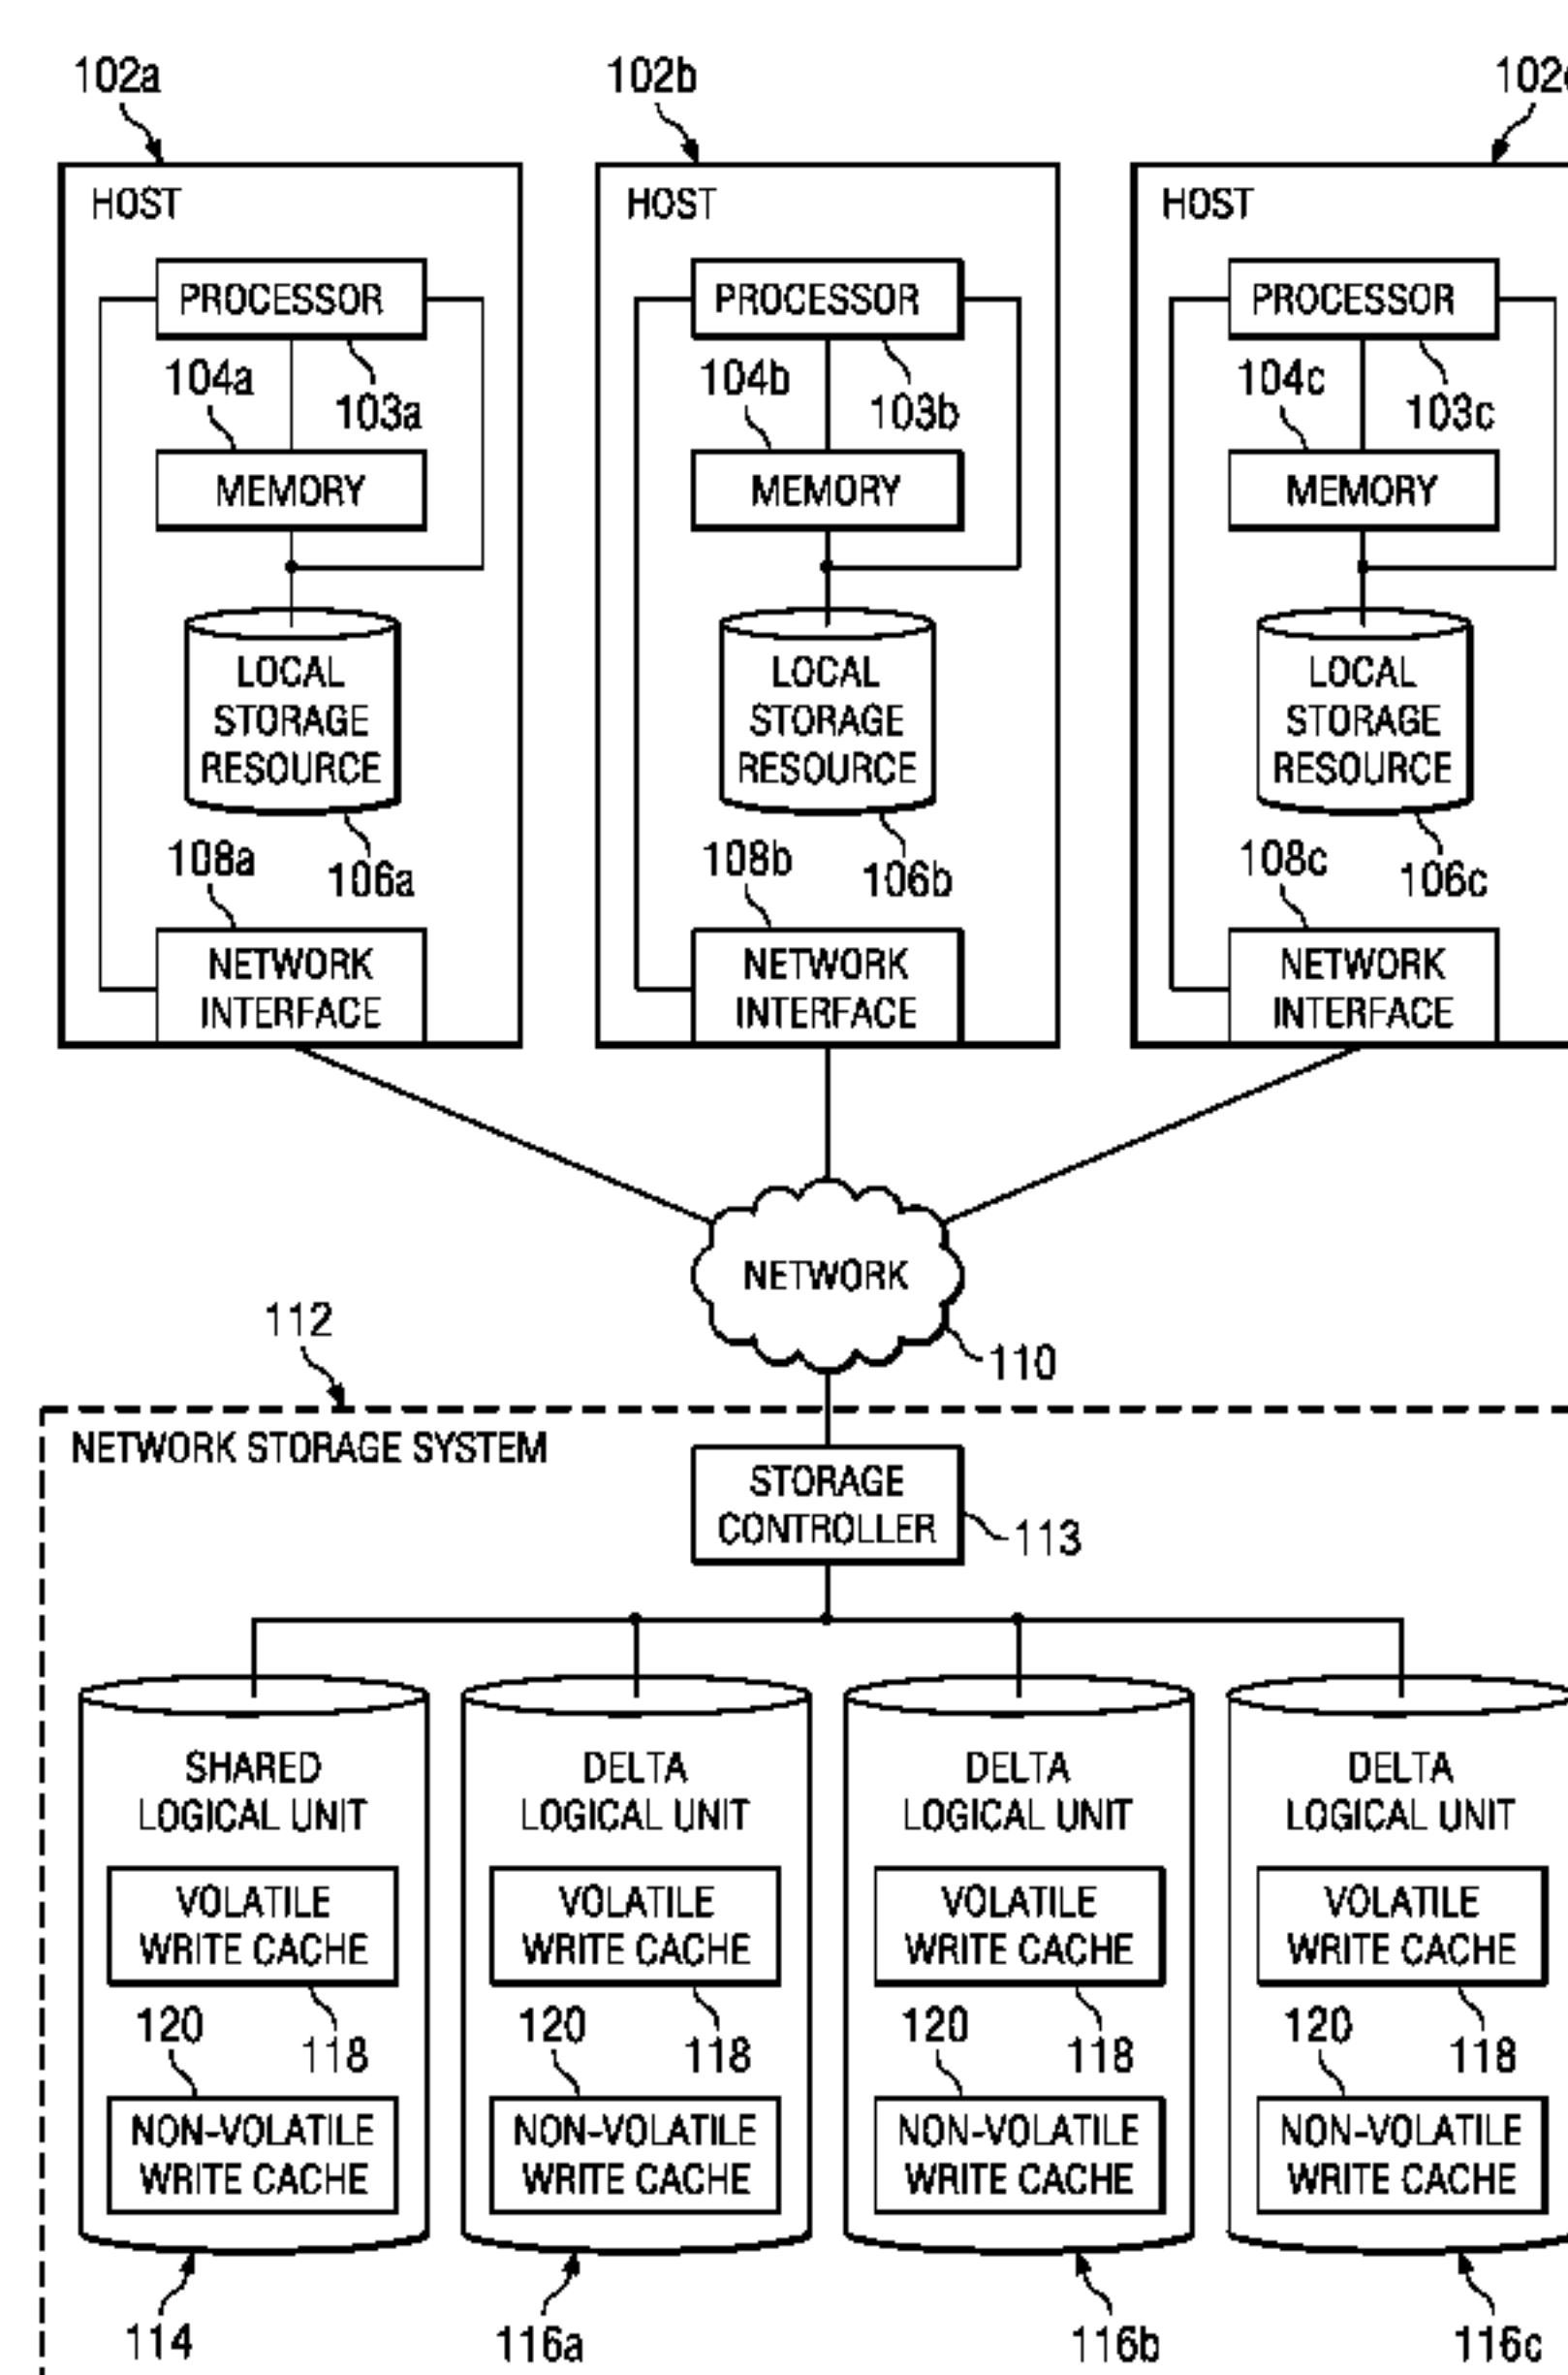 102a
102b
102c
HOST
HOST
HOST
PROCESSOR
PROCESSOR
PROCESSOR
104a
103a
104b
103b
104c
103c
MEMORY
MEMORY
MEMORY
LOCAL
STORAGE
RESOURCE
LOCAL
STORAGE
RESOURCE
LOCAL
STORAGE
RESOURCE
108a
106a
108b
106b
108c
106c
NETWORK
INTERFACE
NETWORK
INTERFACE
NETWORK
INTERFACE
NETWORK
110
112
NETWORK STORAGE SYSTEM
STORAGE
CONTROLLER
113
SHARED
LOGICAL UNIT
DELTA
LOGICAL UNIT
DELTA
LOGICAL UNIT
DELTA
LOGICAL UNIT
VOLATILE
WRITE CACHE
VOLATILE
WRITE CACHE
VOLATILE
WRITE CACHE
VOLATILE
WRITE CACHE
120
118
120
118
120
118
120
118
NON-VOLATILE
WRITE CACHE
NON-VOLATILE
WRITE CACHE
NON-VOLATILE
WRITE CACHE
NON-VOLATILE
WRITE CACHE
114
116a
116b
116c